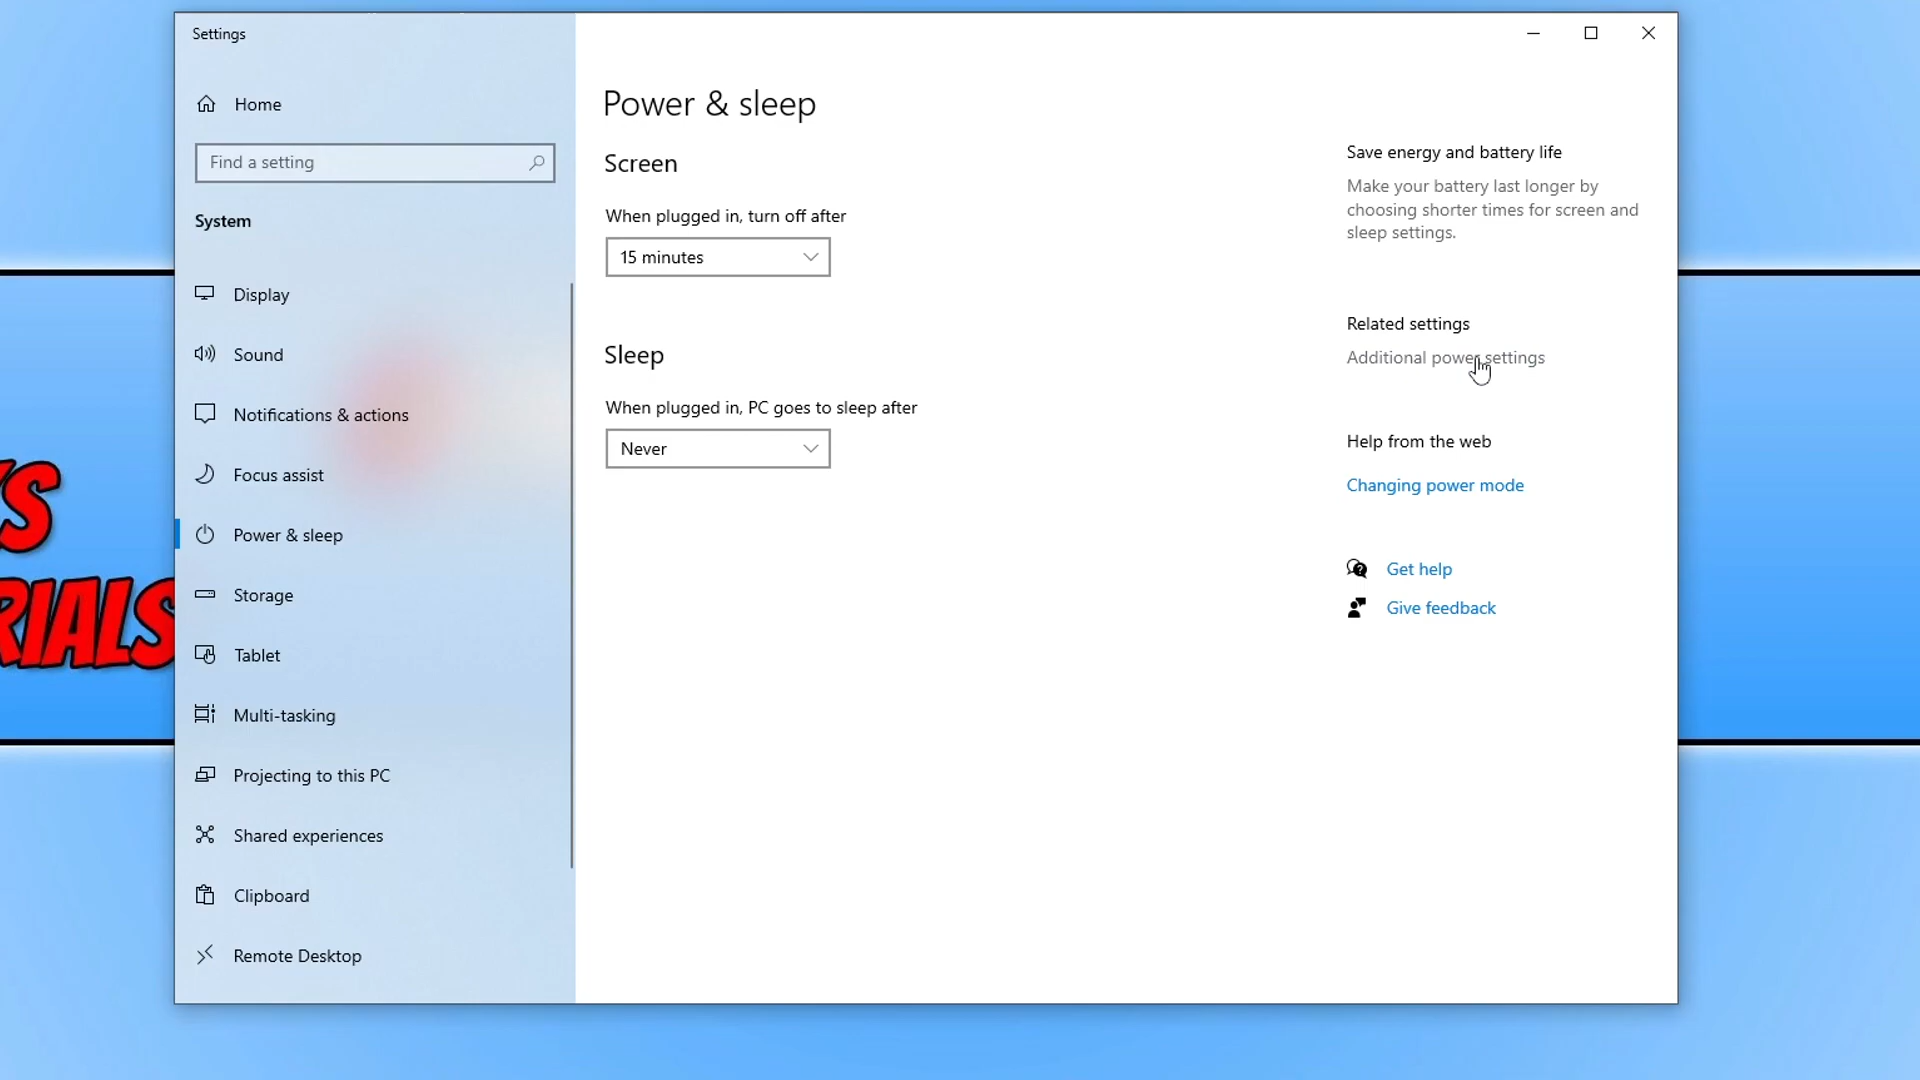 Settings
Home
Find a setting
System
Display
Sound
Notifications & actions
Focus assist
Power & sleep
Storage
Tablet
Multi-tasking
Projecting to this PC
Shared experiences
Clipboard
Remote Desktop
Power & sleep
Screen
When plugged in, turn off after
15 minutes
Sleep
When plugged in, PC goes to sleep after
Never
Save energy and battery life
Make your battery last longer by
choosing shorter times for screen and
sleep settings.
Related settings
Additional power settings
Help from the web
Changing power mode
Get help
Give feedback